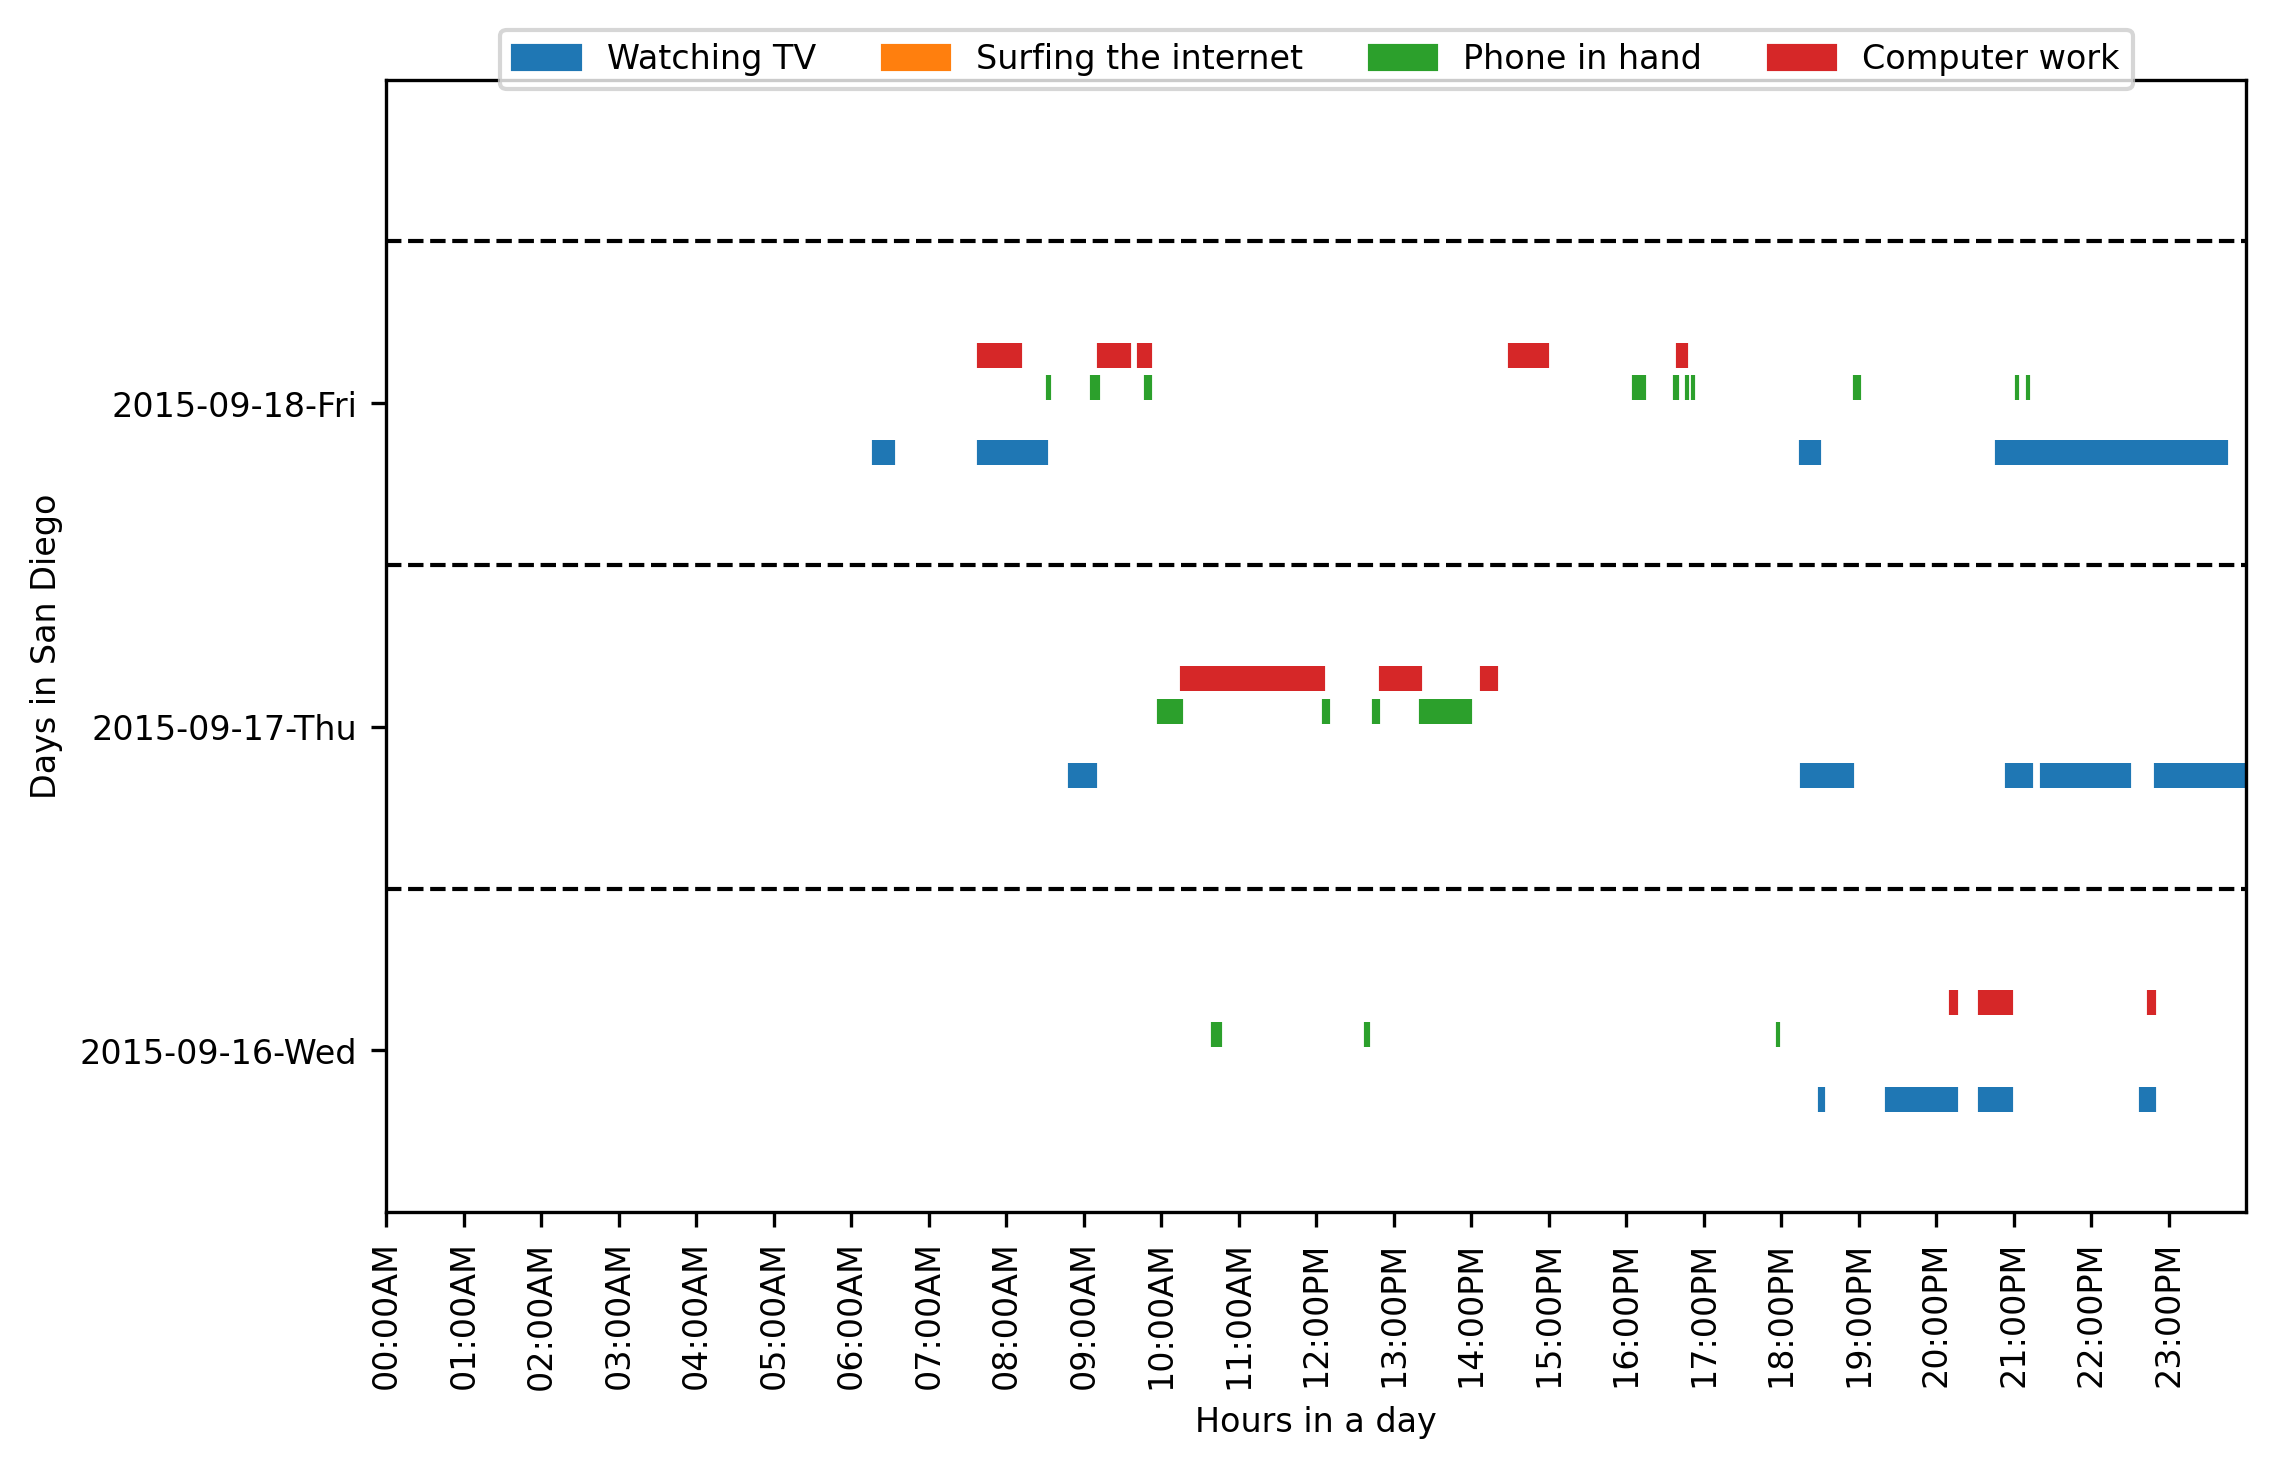 Watching TV Surfing the internet Phone in hand Computer work
Days in San Diego
2015-09-18-Fri
2015-09-17-Thu
2015-09-16-Wed
00:00AM
01:00AM
02:00AM
03:00AM
04:00AM
05:00AM
06:00AM
07:00AM
08:00AM
09:00AM
10:00AM
11:00AM
12:00PM
13:00PM
14:00PM
15:00PM
16:00PM
17:00PM
18:00PM
19:00PM
20:00PM
21:00PM
22:00PM
23:00PM
Hours in a day